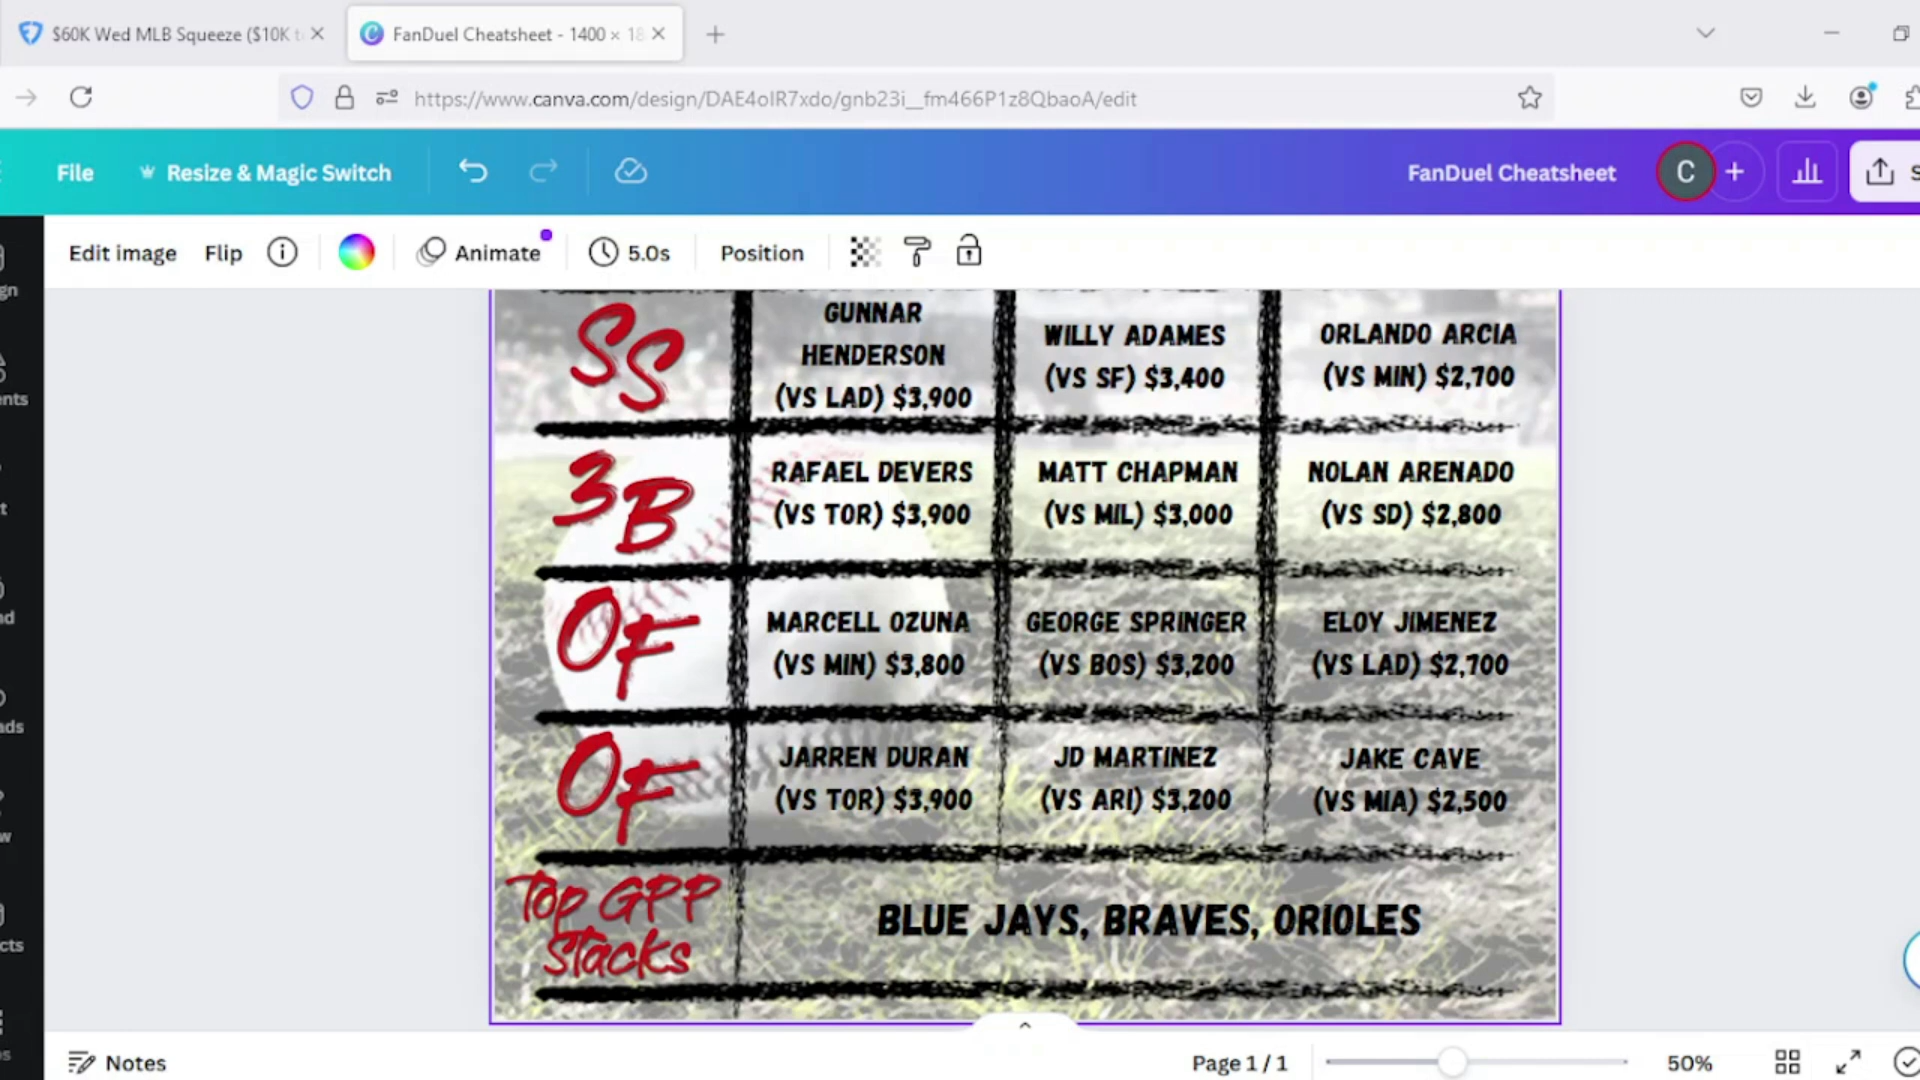 $60K Wed MLB Squeeze ($10K t
FanDuel Cheatsheet - 1400 × 18
https://www.canva.com/design/DAE4oIR7xdo/gnb23i__fm466P1z8QbaoA/edit
File
Resize & Magic Switch
FanDuel Cheatsheet
C
S
Edit image
Flip
Animate
5.0s
Position
gn
ents
t
d
ads
w
cts
s
SS
GUNNAR
HENDERSON
(VS LAD) $3,900
WILLY ADAMES
(VS SF) $3,400
ORLANDO ARCIA
(VS MIN) $2,700
3B
RAFAEL DEVERS
(VS TOR) $3,900
MATT CHAPMAN
(VS MIL) $3,000
NOLAN ARENADO
(VS SD) $2,800
OF
MARCELL OZUNA
(VS MIN) $3,800
GEORGE SPRINGER
(VS BOS) $3,200
ELOY JIMENEZ
(VS LAD) $2,700
OF
JARREN DURAN
(VS TOR) $3,900
JD MARTINEZ
(VS ARI) $3,200
JAKE CAVE
(VS MIA) $2,500
Top GPP
Stacks
BLUE JAYS, BRAVES, ORIOLES
Notes
Page 1 / 1
50%